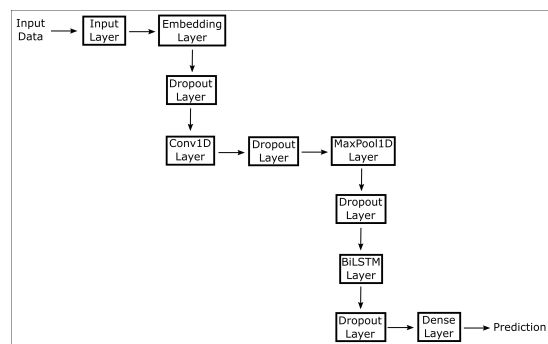 Input
Data
Input
Layer
Embedding
Layer
Dropout
Layer
Conv1D
Layer
Dropout
Layer
MaxPool1D
Layer
Dropout
Layer
BiLSTM
Layer
Dropout
Layer
Dense
Layer
Prediction